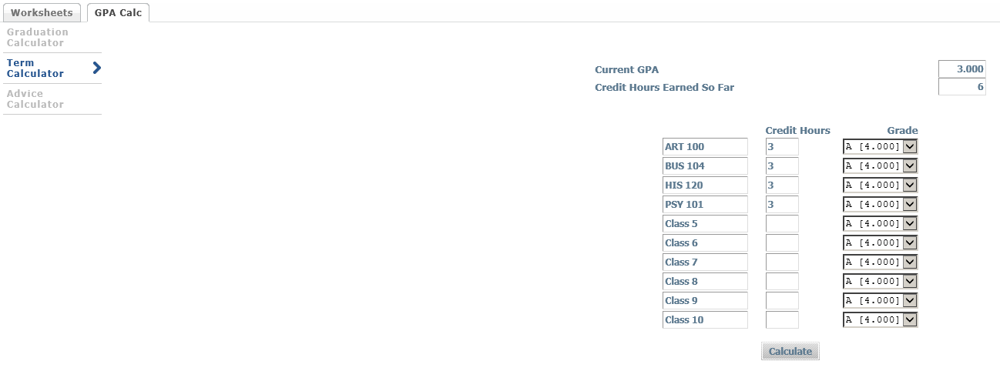 Worksheets GPA Calc
Graduation
Calculator
Term
Calculator
Advice
Calculator
Current GPA 3.000
Credit Hours Earned So Far 6
Credit Hours Grade
ART 100 3 A [4.000]
BUS 104 3 A [4.000]
HIS 120 3 A [4.000]
PSY 101 3 A [4.000]
Class 5 A [4.000]
Class 6 A [4.000]
Class 7 A [4.000]
Class 8 A [4.000]
Class 9 A [4.000]
Class 10 A [4.000]
Calculate